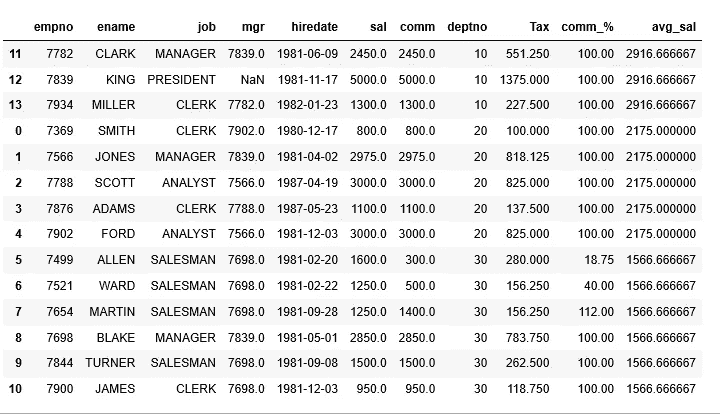 empno ename job mgr hiredate sal comm deptno Tax comm_% avg_sal
11 7782 CLARK MANAGER 7839.0 1981-06-09 2450.0 2450.0 10 551.250 100.00 2916.666667
12 7839 KING PRESIDENT NaN 1981-11-17 5000.0 5000.0 10 1375.000 100.00 2916.666667
13 7934 MILLER CLERK 7782.0 1982-01-23 1300.0 1300.0 10 227.500 100.00 2916.666667
0 7369 SMITH CLERK 7902.0 1980-12-17 800.0 800.0 20 100.000 100.00 2175.000000
1 7566 JONES MANAGER 7839.0 1981-04-02 2975.0 2975.0 20 818.125 100.00 2175.000000
2 7788 SCOTT ANALYST 7566.0 1987-04-19 3000.0 3000.0 20 825.000 100.00 2175.000000
3 7876 ADAMS CLERK 7788.0 1987-05-23 1100.0 1100.0 20 137.500 100.00 2175.000000
4 7902 FORD ANALYST 7566.0 1981-12-03 3000.0 3000.0 20 825.000 100.00 2175.000000
5 7499 ALLEN SALESMAN 7698.0 1981-02-20 1600.0 300.0 30 280.000 18.75 1566.666667
6 7521 WARD SALESMAN 7698.0 1981-02-22 1250.0 500.0 30 156.250 40.00 1566.666667
7 7654 MARTIN SALESMAN 7698.0 1981-09-28 1250.0 1400.0 30 156.250 112.00 1566.666667
8 7698 BLAKE MANAGER 7839.0 1981-05-01 2850.0 2850.0 30 783.750 100.00 1566.666667
9 7844 TURNER SALESMAN 7698.0 1981-09-08 1500.0 1500.0 30 262.500 100.00 1566.666667
10 7900 JAMES CLERK 7698.0 1981-12-03 950.0 950.0 30 118.750 100.00 1566.666667